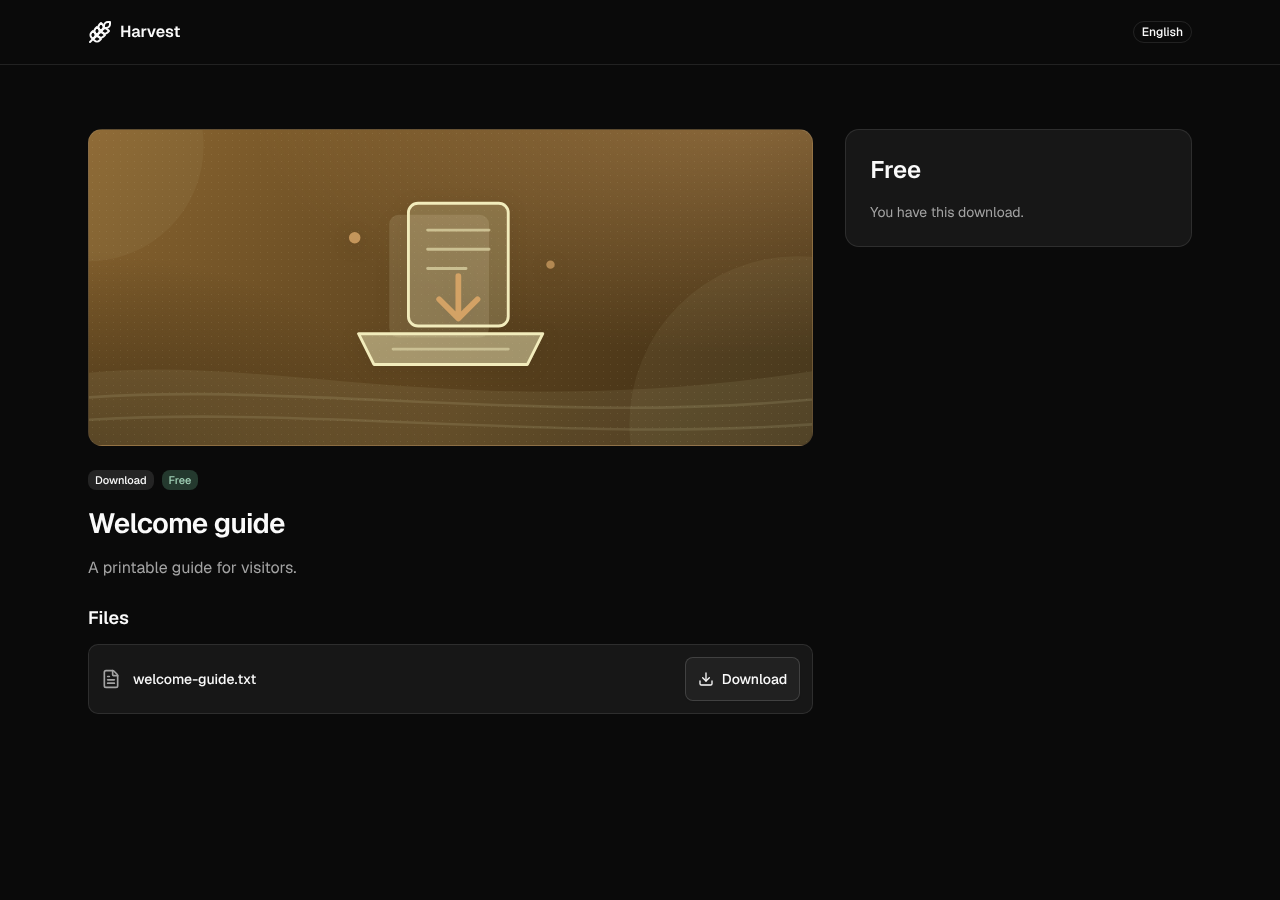 Harvest
English
Free
You have this download.
Download
Free
Welcome guide
A printable guide for visitors.
Files
welcome-guide.txt
Download